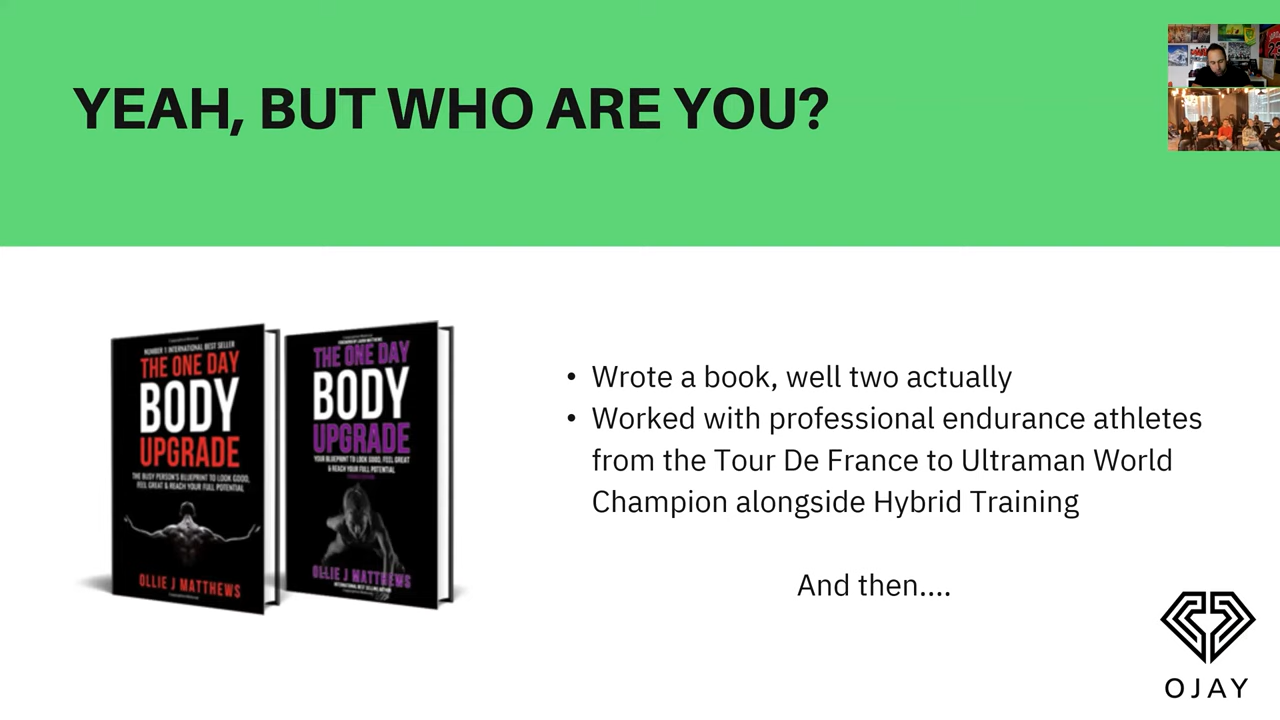 YEAH, BUT WHO ARE YOU?
NUMBER 1 INTERNATIONAL BEST SELLER
THE ONE DAY
BODY
UPGRADE
THE BUSY PERSON'S BLUEPRINT TO LOOK GOOD,
FEEL GREAT & REACH YOUR FULL POTENTIAL
OLLIE J MATTHEWS
THE ONE DAY
BODY
UPGRADE
YOUR BLUEPRINT TO LOOK GOOD, FEEL GREAT
& REACH YOUR FULL POTENTIAL
OLLIE J MATTHEWS
INTERNATIONAL BEST SELLING AUTHOR
• Wrote a book, well two actually
• Worked with professional endurance athletes
from the Tour De France to Ultraman World
Champion alongside Hybrid Training
And then....
OJAY